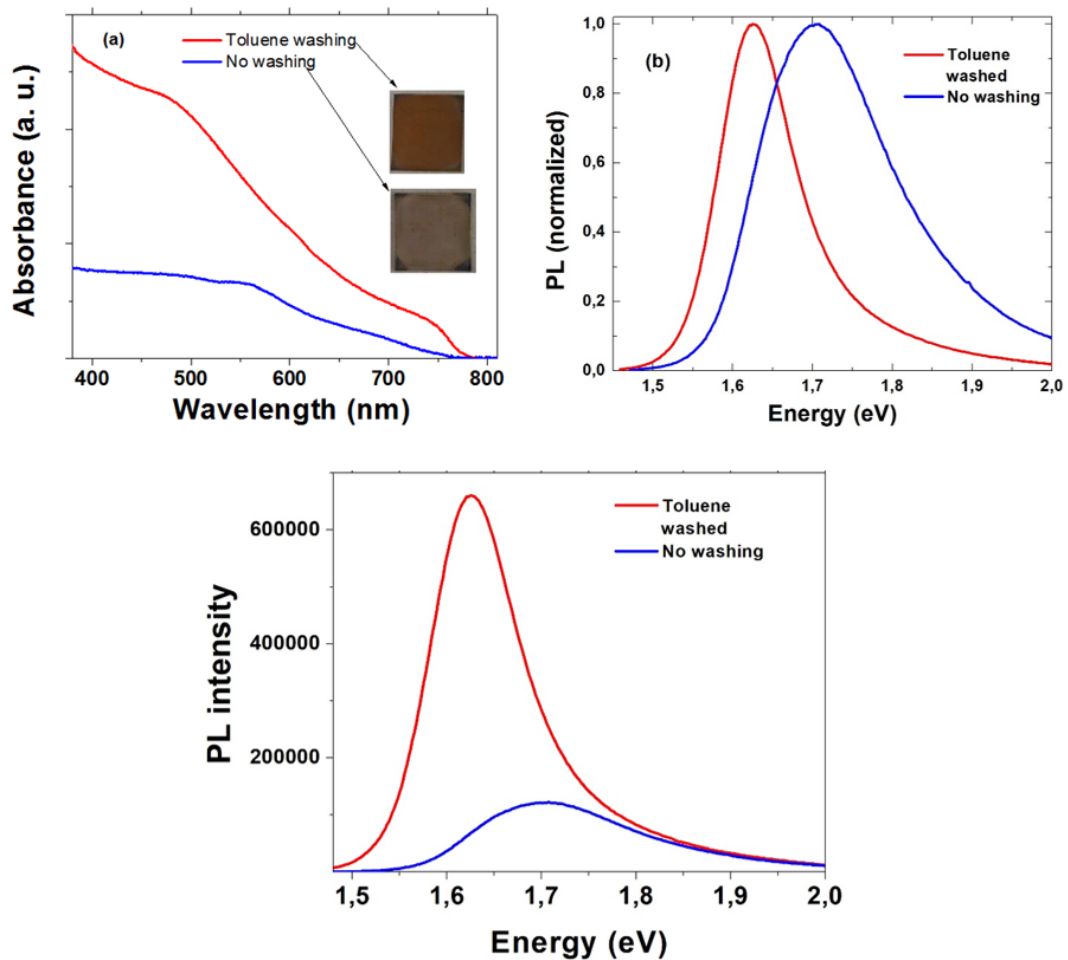 (a)
Toluene washing
No washing
Absorbance (a. u.)
400 500 600 700 800
Wavelength (nm)
(b)
Toluene
washed
No washing
PL (normalized)
1,0
0,8
0,6
0,4
0,2
0,0
1,5 1,6 1,7 1,8 1,9 2,0
Energy (eV)
Toluene
washed
No washing
PL intensity
600000
400000
200000
1,5 1,6 1,7 1,8 1,9 2,0
Energy (eV)